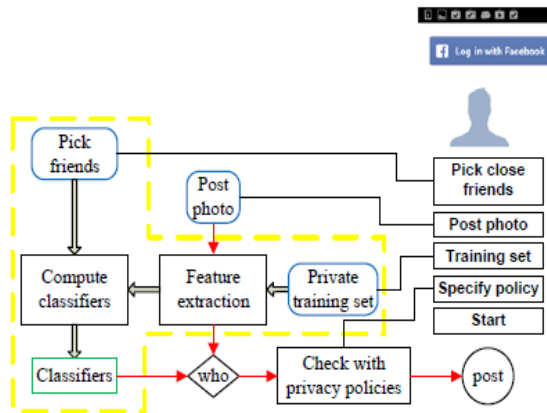 Log in with Facebook
Pick
friends
Post
photo
Pick close
friends
Post photo
Compute
classifiers
Feature
extraction
Private
training set
Training set
Specify policy
Start
Classifiers
who
Check with
privacy policies
post